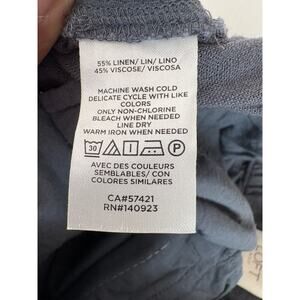 55% LINEN/ LIN/ LINO
45% VISCOSE/ VISCOSA
MACHINE WASH COLD
DELICATE CYCLE WITH LIKE
COLORS
ONLY NON-CHLORINE
BLEACH WHEN NEEDED
LINE DRY
WARM IRON WHEN NEEDED
30
P
AVEC DES COULEURS
SEMBLABLES/ CON
COLORES SIMILARES
CA#57421
RN#140923